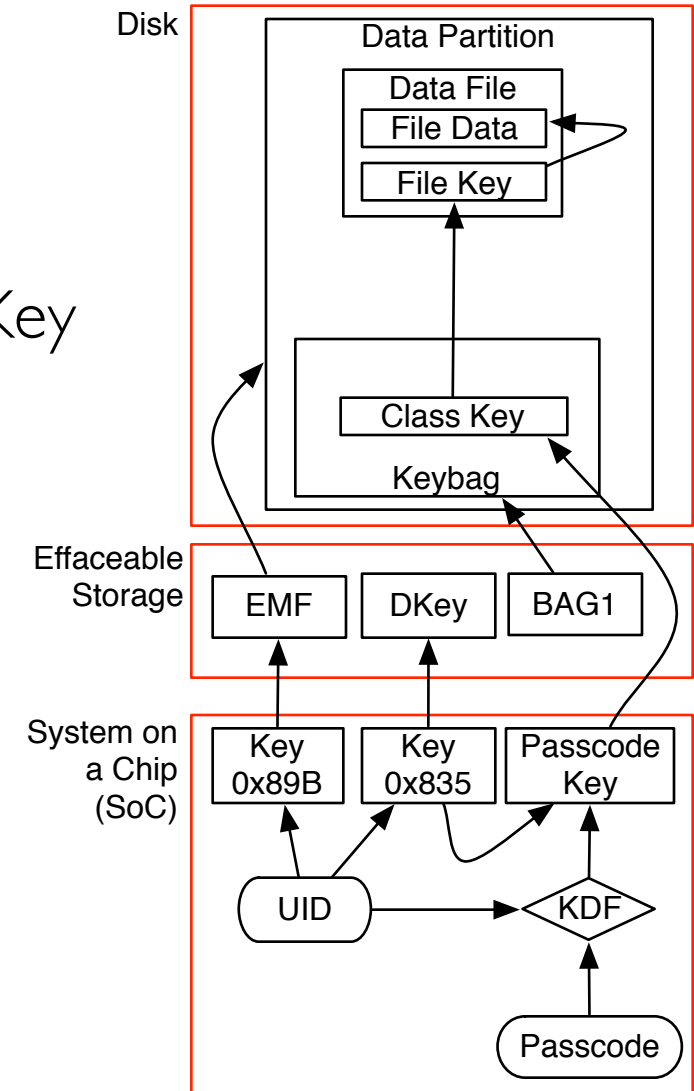 Disk
Data Partition
Data File
File Data
File Key
Key
Class Key
Keybag
Effaceable
Storage
EMF
DKey
BAG1
System on
a Chip
(SoC)
Key
0x89B
Key
0x835
Passcode
Key
UID
KDF
Passcode